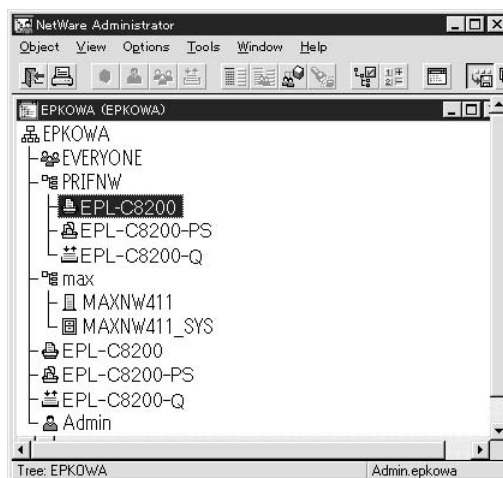 NetWare Administrator
Object View Options Tools Window Help
EPKOWA (EPKOWA)
EPKOWA
EVERYONE
PRIFNW
EPL-C8200
EPL-C8200-PS
EPL-C8200-Q
max
MAXNW411
MAXNW411_SYS
EPL-C8200
EPL-C8200-PS
EPL-C8200-Q
Admin
Tree: EPKOWA Admin.epkowa